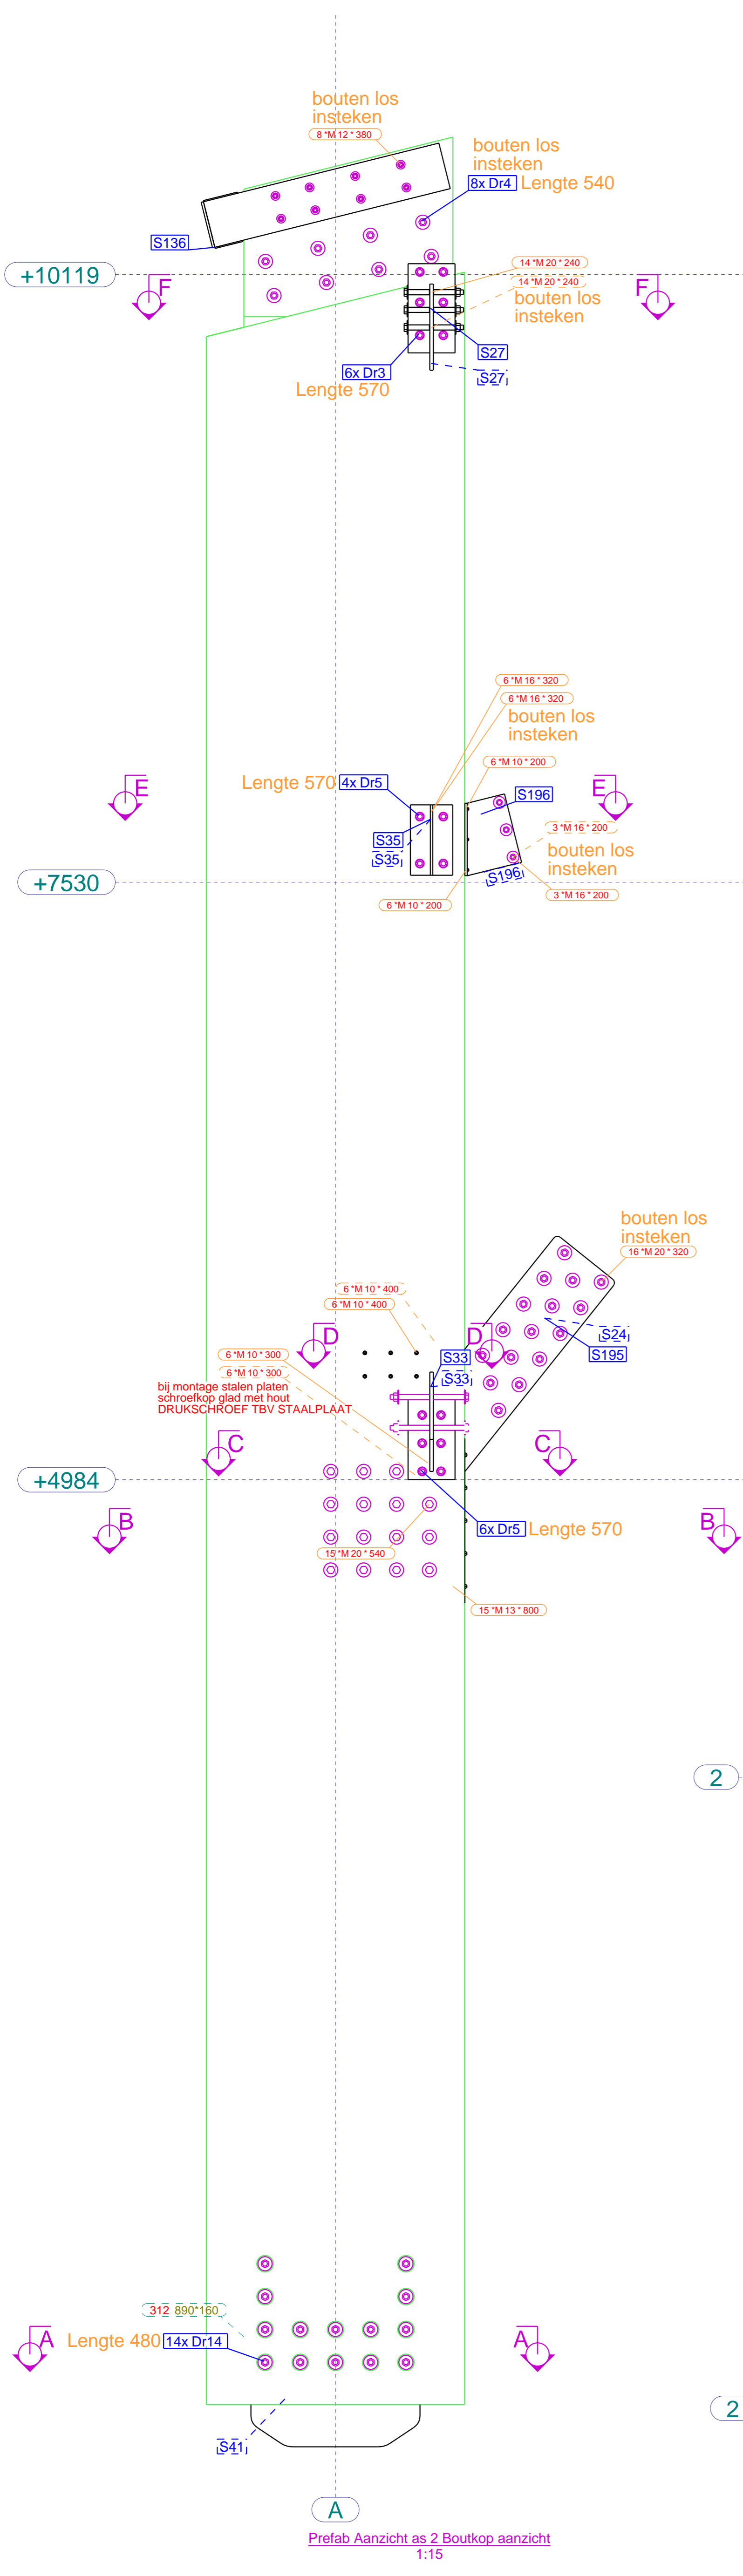 bouten los
insteken
8 *M 12 * 380
bouten los
insteken
8x Dr4 Lengte 540
S136
+10119
F
F
14 *M 20 * 240
14 *M 20 * 240
bouten los
insteken
S27
6x Dr3
S27
Lengte 570
6 *M 16 * 320
6 *M 16 * 320
bouten los
insteken
6 *M 10 * 200
Lengte 570 4x Dr5
E
E
S196
3 *M 16 * 200
S35
bouten los
insteken
S35
S196
+7530
3 *M 16 * 200
6 *M 10 * 200
bouten los
insteken
16 *M 20 * 320
6 *M 10 * 400
6 *M 10 * 400
D
D
S24
S195
6 *M 10 * 300
S33
6 *M 10 * 300
S33
bij montage stalen platen
schroefkop glad met hout
DRUKSCHROEF TBV STAALPLAAT
C
C
+4984
B
B
6x Dr5 Lengte 570
15 *M 20 * 540
15 *M 13 * 800
2
312 890*160
A
A
Lengte 480 14x Dr14
2
S41
A
Prefab Aanzicht as 2 Boutkop aanzicht
1:15